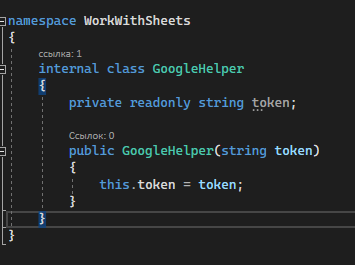 namespace WorkWithSheets
{
ссылка: 1
internal class GoogleHelper
{
private readonly string token;
Ссылок: 0
public GoogleHelper(string token)
{
this.token = token;
}
}
}